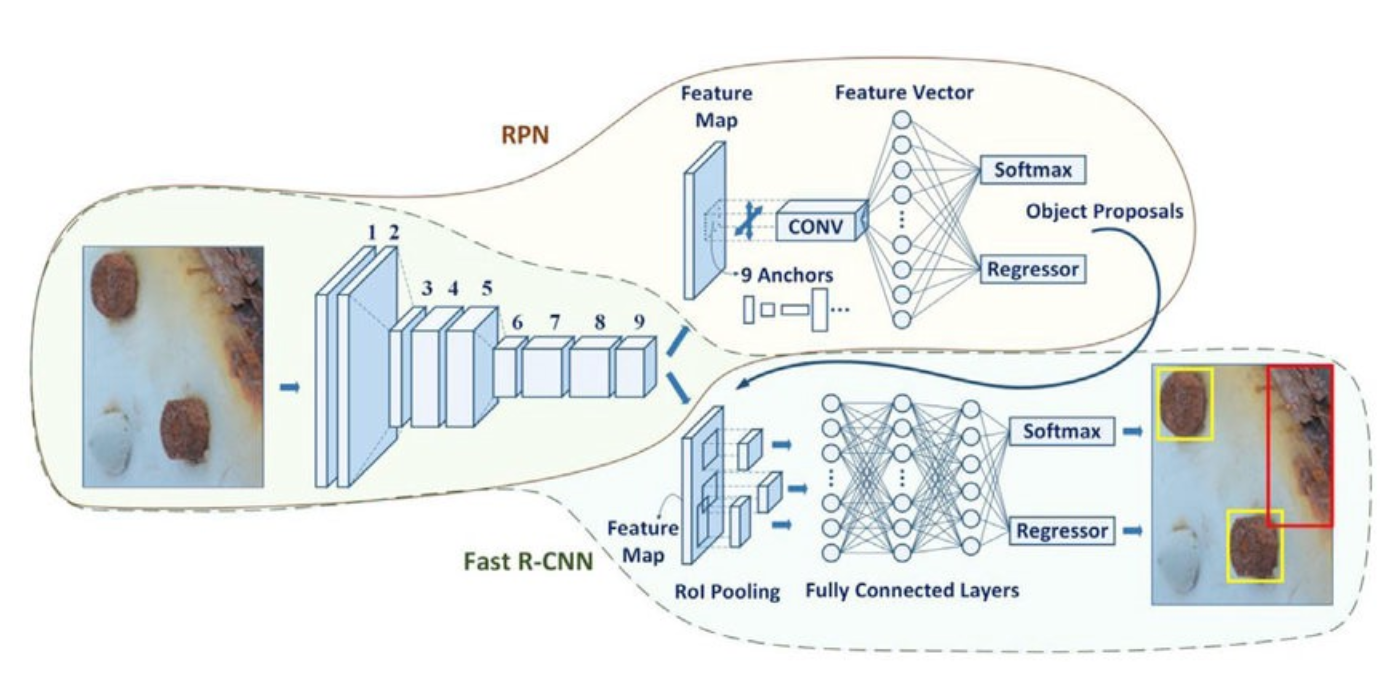 Feature
Map
Feature Vector
RPN
Softmax
CONV
Object Proposals
1 2
9 Anchors
Regressor
3 4 5
6 7 8 9
Softmax
Feature
Map
Regressor
Fast R-CNN
RoI Pooling
Fully Connected Layers